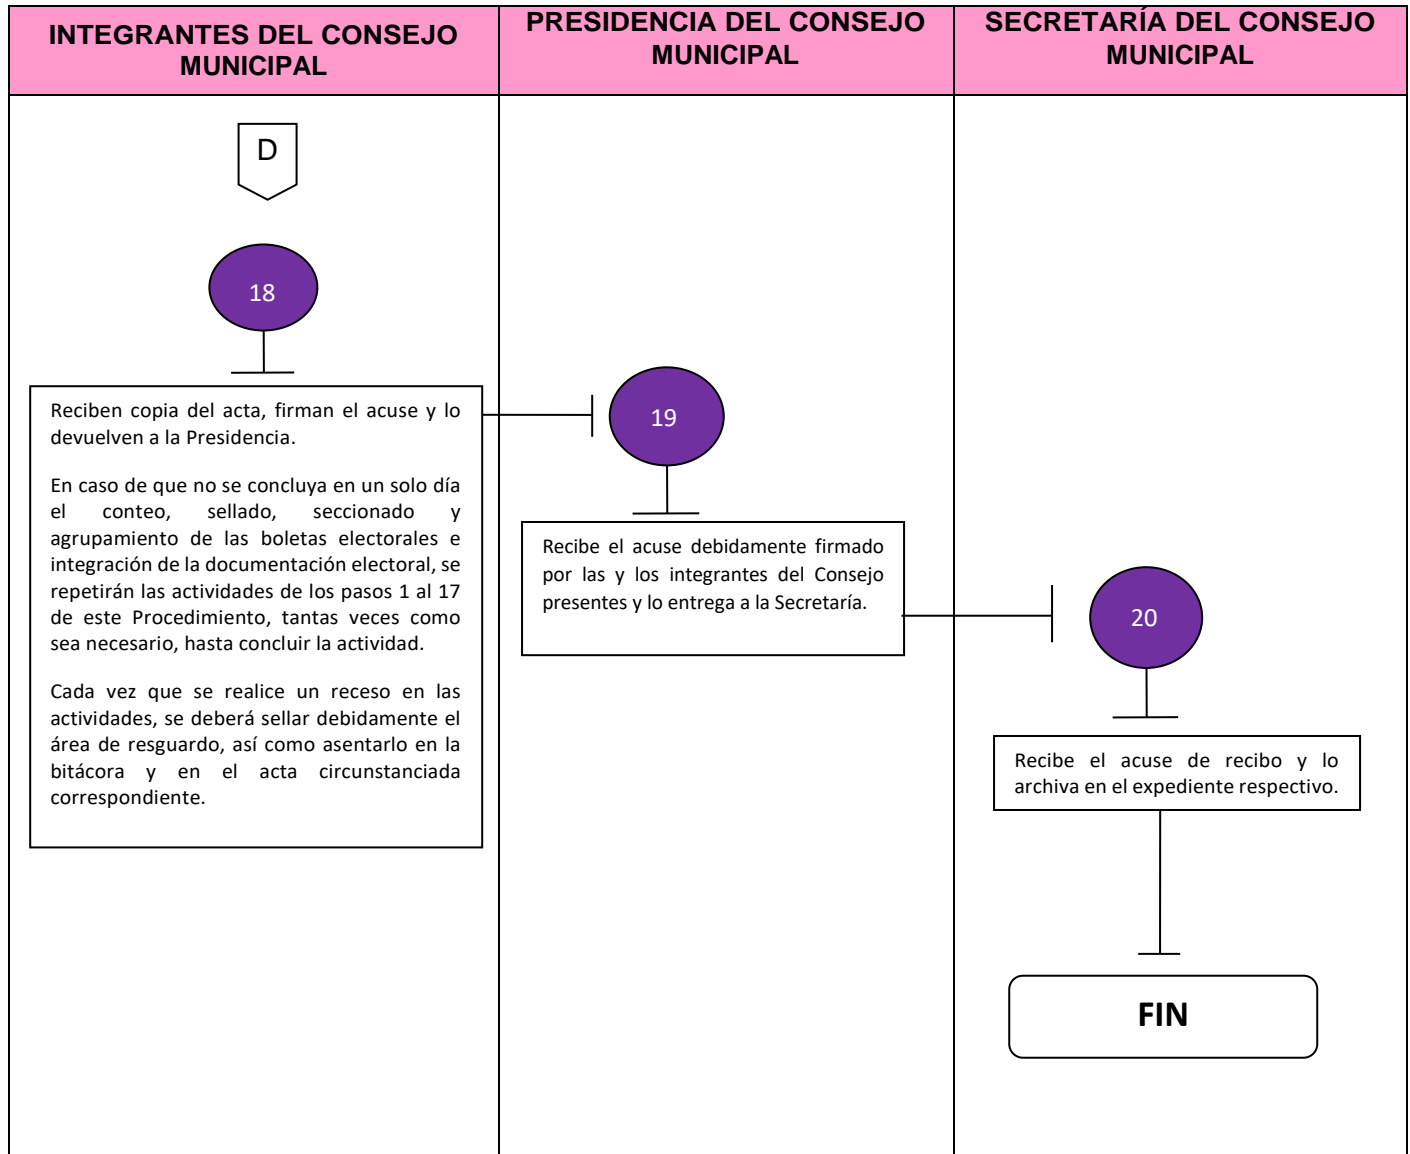 INTEGRANTES DEL CONSEJO
MUNICIPAL
PRESIDENCIA DEL CONSEJO
MUNICIPAL
SECRETARÍA DEL CONSEJO
MUNICIPAL
D
18
Reciben copia del acta, firman el acuse y lo
devuelven a la Presidencia.
En caso de que no se concluya en un solo día
el conteo, sellado, seccionado y
agrupamiento de las boletas electorales e
integración de la documentación electoral, se
repetirán las actividades de los pasos 1 al 17
de este Procedimiento, tantas veces como
sea necesario, hasta concluir la actividad.
Cada vez que se realice un receso en las
actividades, se deberá sellar debidamente el
área de resguardo, así como asentarlo en la
bitácora y en el acta circunstanciada
correspondiente.
19
Recibe el acuse debidamente firmado
por las y los integrantes del Consejo
presentes y lo entrega a la Secretaría.
20
Recibe el acuse de recibo y lo
archiva en el expediente respectivo.
FIN